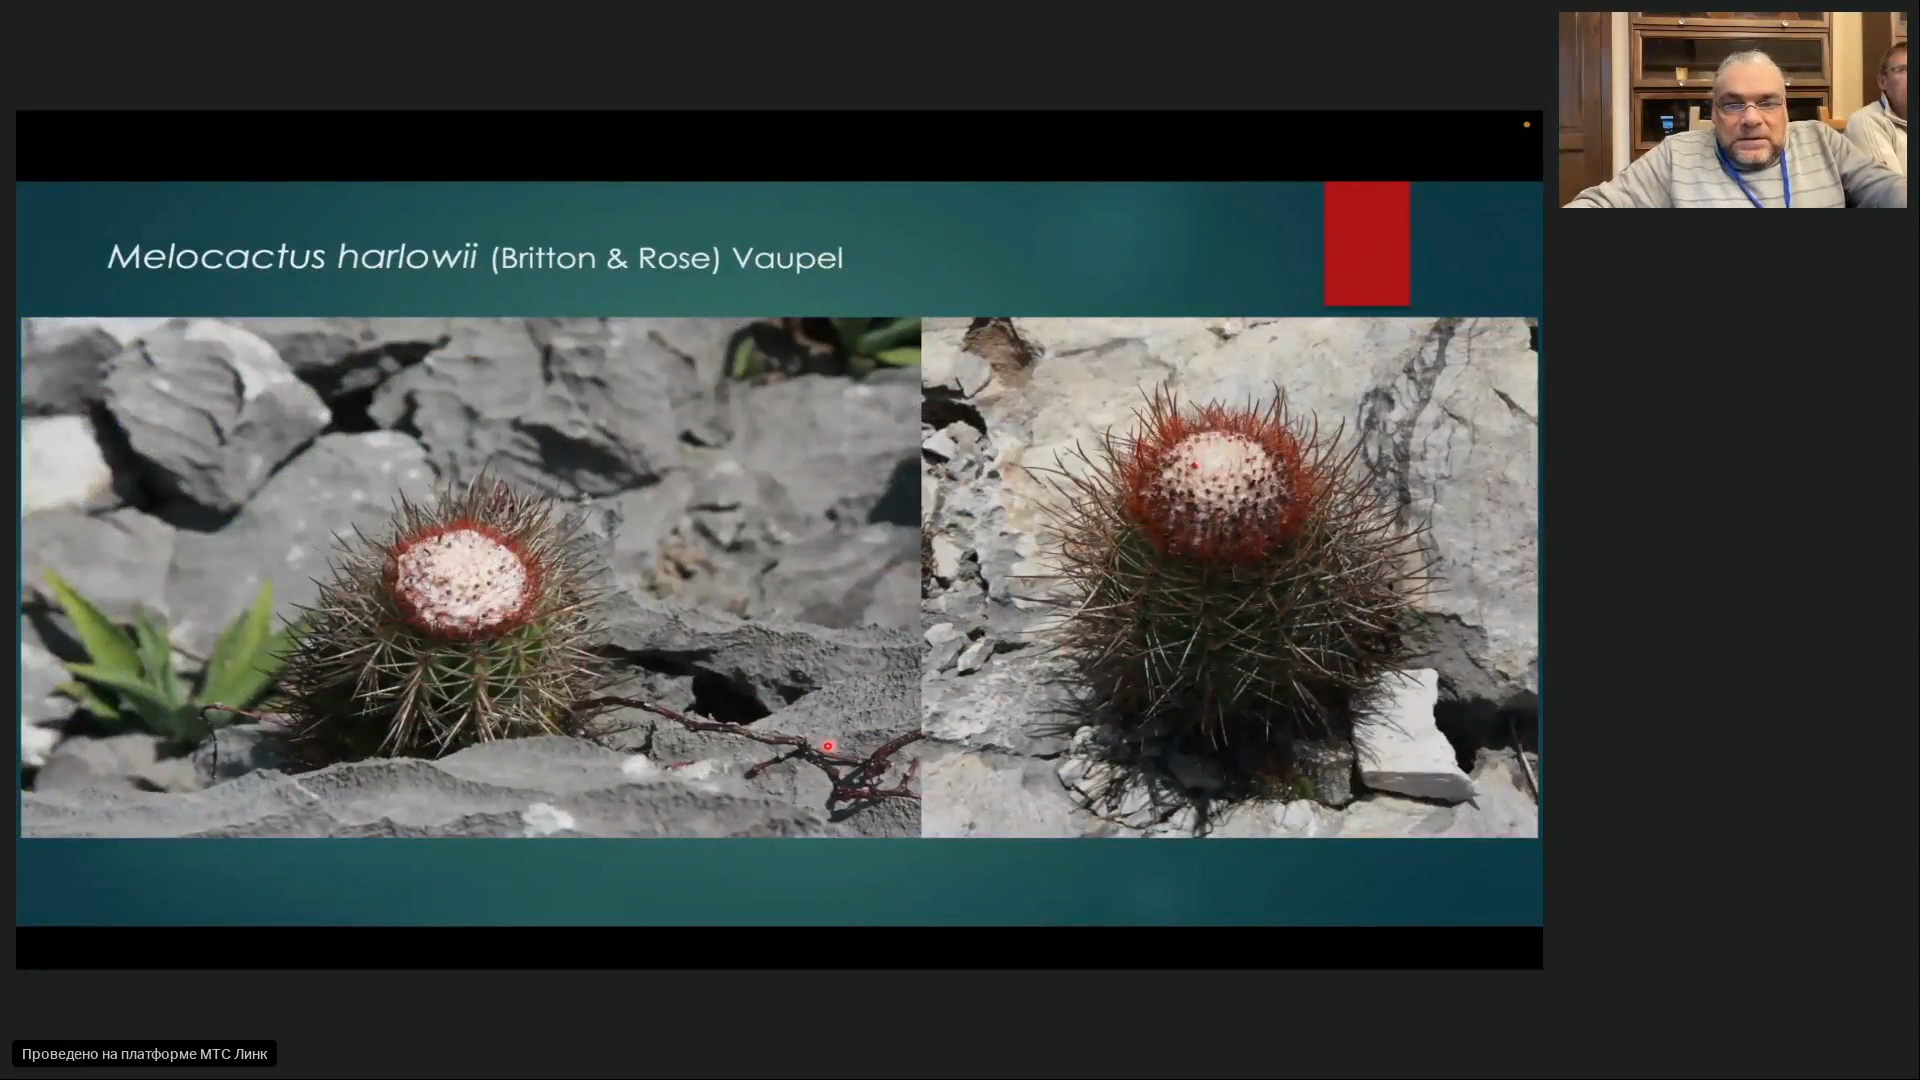 Melocactus harlowii (Britton & Rose) Vaupel
Проведено на платформе МТС Линк